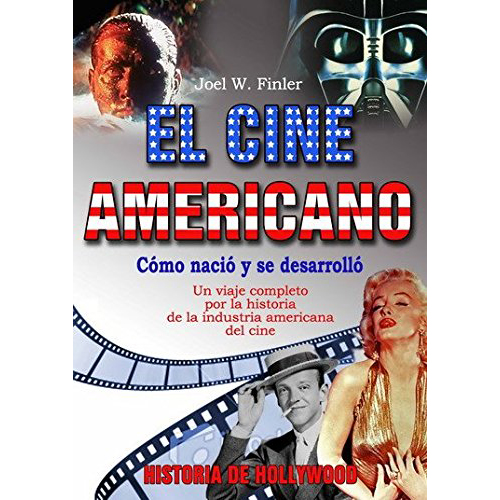 Joel W. Finler
EL CINE
AMERICANO
Cómo nació y se desarrolló
Un viaje completo
por la historia
de la industria americana
del cine
HISTORIA DE HOLLYWOOD